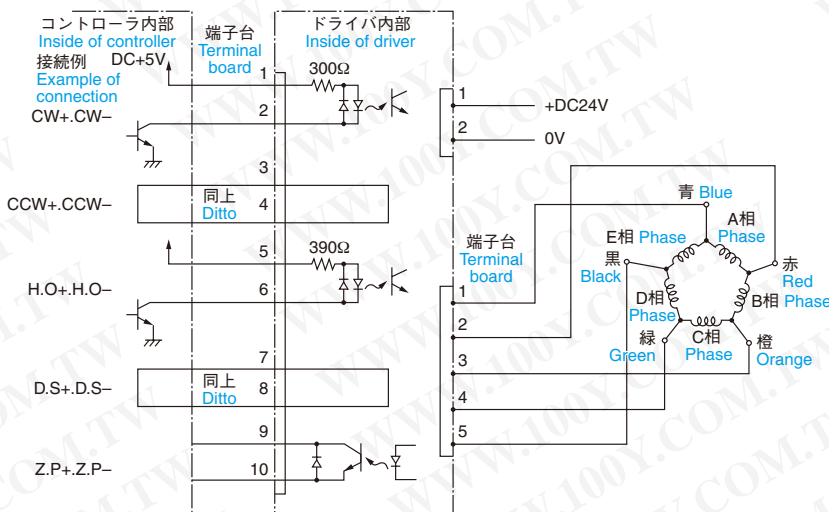 コントローラ内部
Inside of controller
接続例
Example of
connection
DC+5V
端子台
Terminal
board
ドライバ内部
Inside of driver
1
300Ω
CW+.CW−
2
1
+DC24V
2
0V
3
CCW+.CCW−
同上
Ditto
4
5
390Ω
H.O+.H.O−
6
7
D.S+.D.S−
同上
Ditto
8
9
Z.P+.Z.P−
10
端子台
Terminal
board
1
2
3
4
5
青 Blue
A相
Phase
E相 Phase
黒
Black
赤
Red
B相 Phase
D相
Phase
緑
Green
C相
Phase
橙
Orange
WWW.100Y.COM.TW